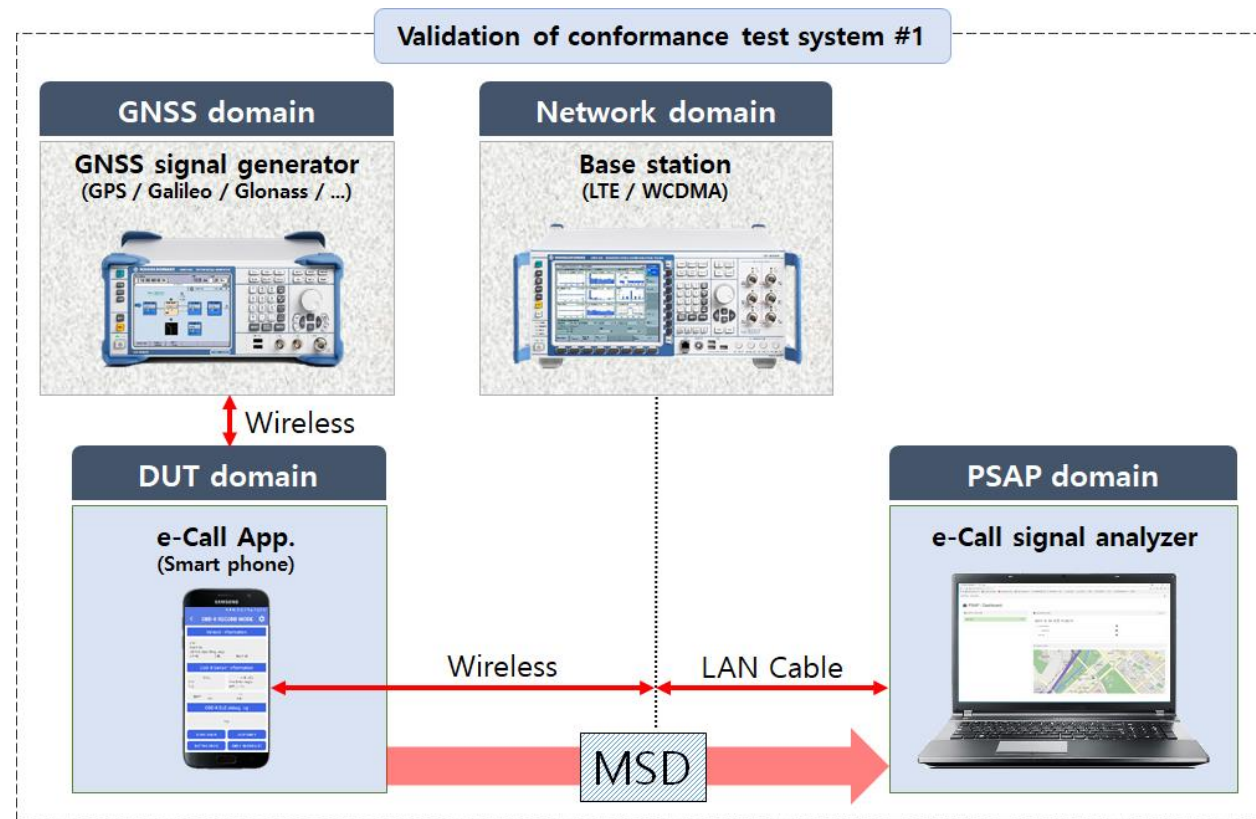 Validation of conformance test system #1
GNSS domain
GNSS signal generator
(GPS / Galileo / Glonass / ...)
Network domain
Base station
(LTE / WCDMA)
Wireless
DUT domain
e-Call App.
(Smart phone)
SAMSUNG
PSAP domain
e-Call signal analyzer
Wireless
LAN Cable
MSD